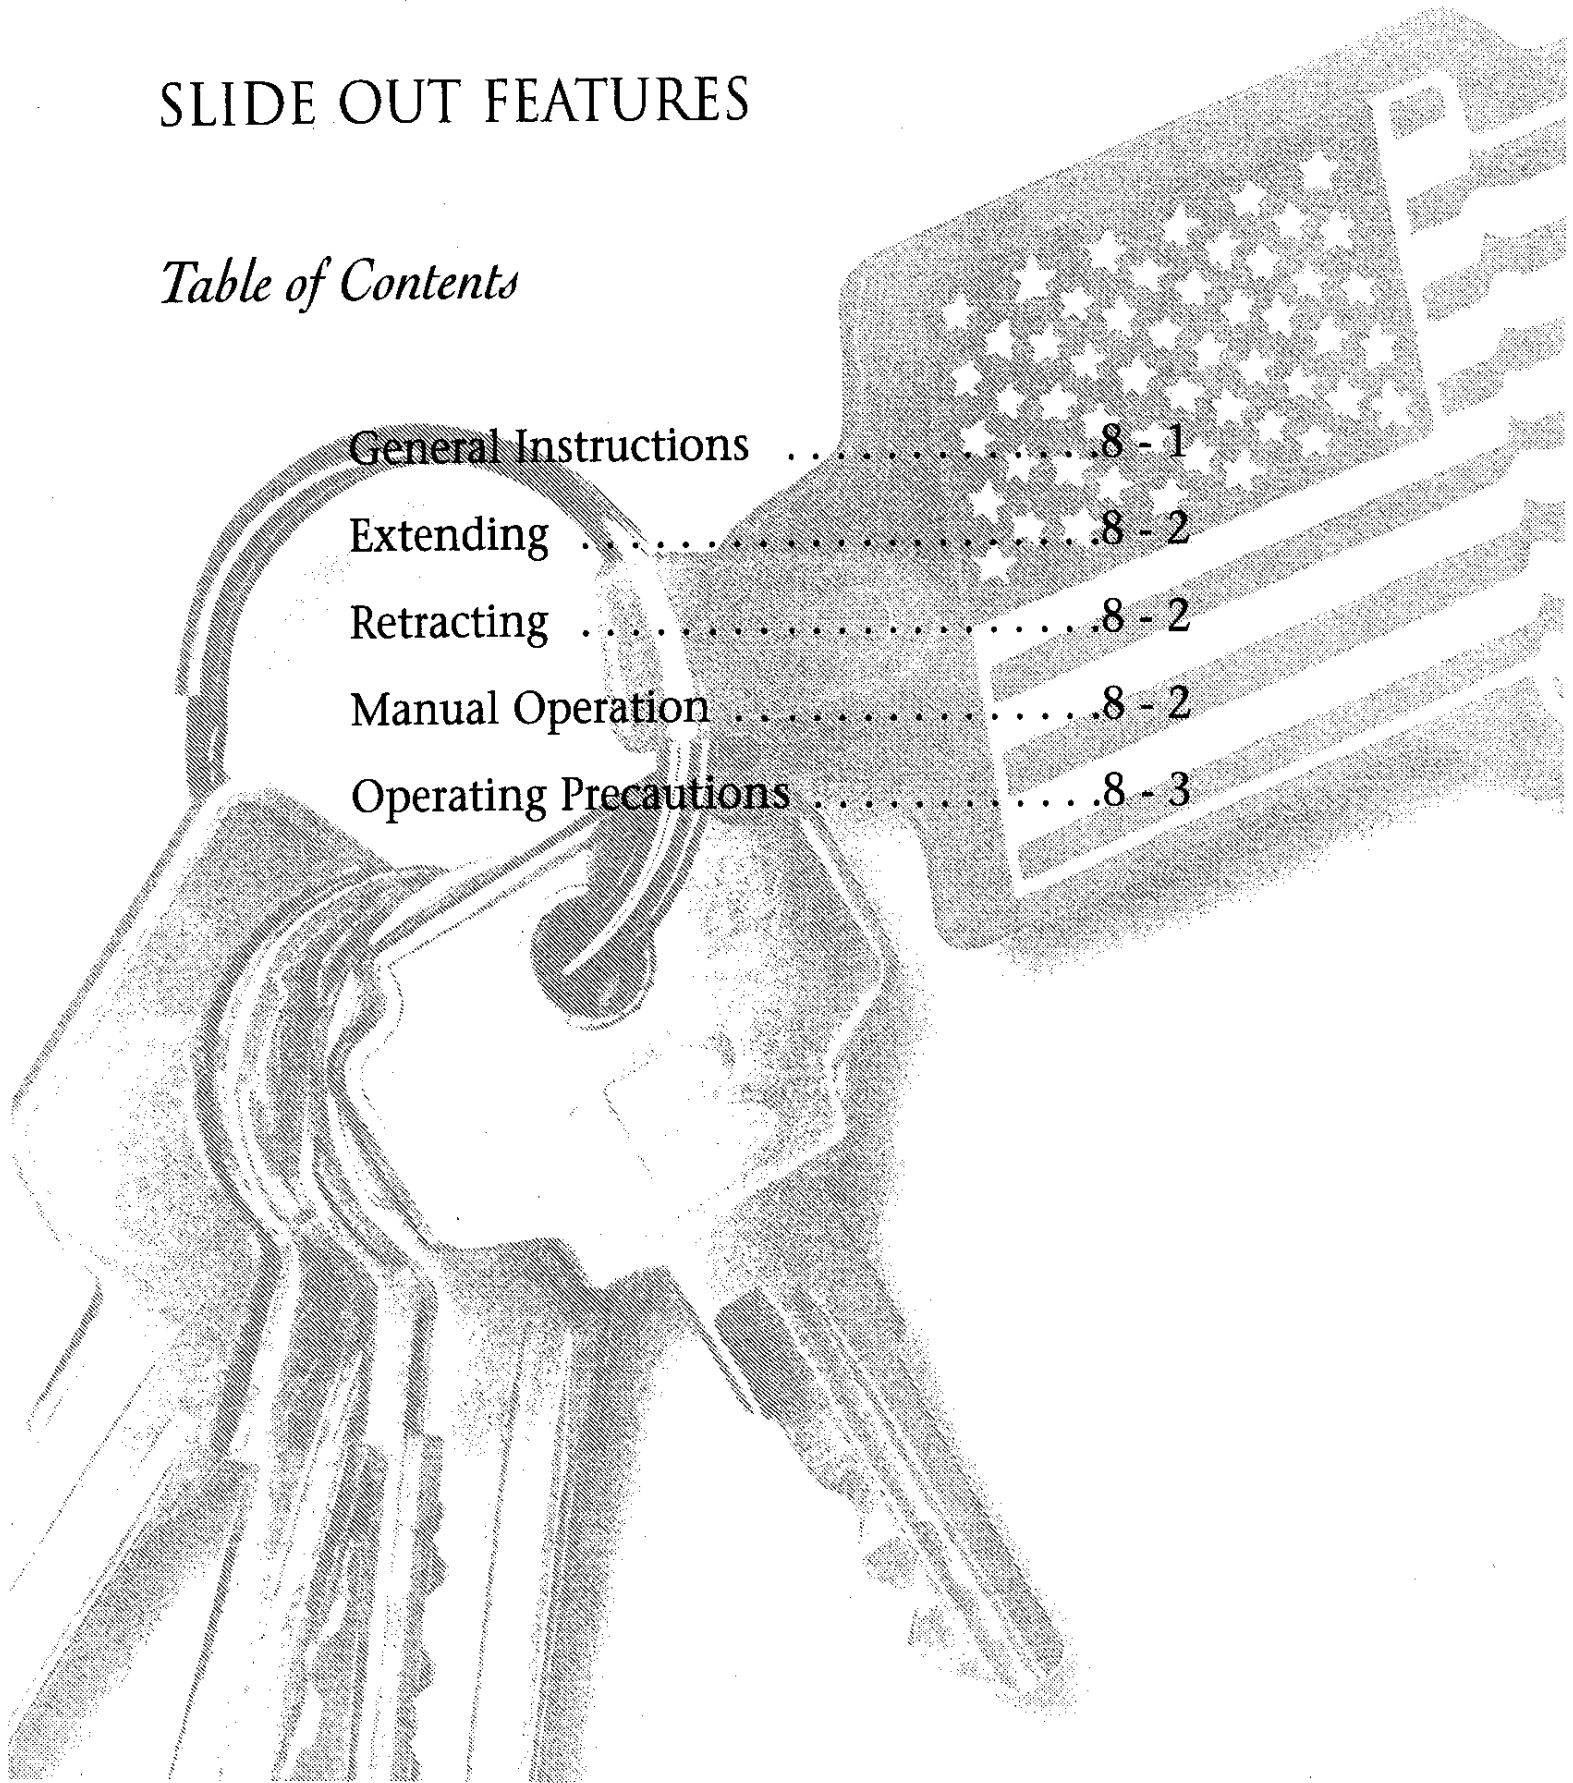 SLIDE OUT FEATURES
Table of Contents
General Instructions . . . . . . . . . . . . .8 - 1
Extending . . . . . . . . . . . . . . . . . . . . .8 - 2
Retracting . . . . . . . . . . . . . . . . . . . . .8 - 2
Manual Operation . . . . . . . . . . . . . . .8 - 2
Operating Precautions . . . . . . . . . . . .8 - 3